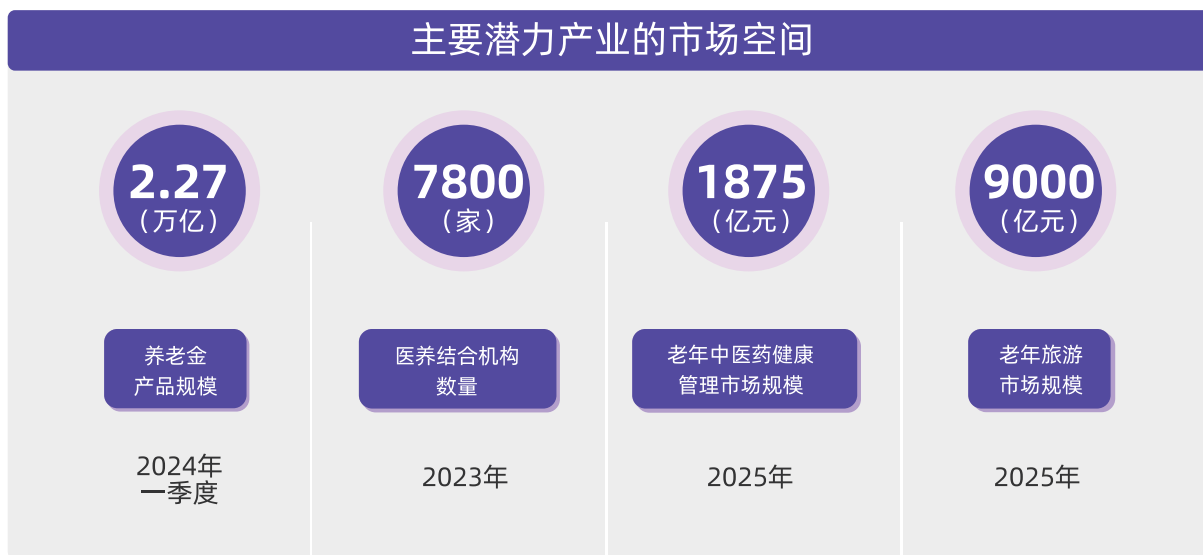 主要潜力产业的市场空间
2.27
（万亿）
养老金
产品规模
2024年
一季度
7800
（家）
医养结合机构
数量
2023年
1875
（亿元）
老年中医药健康
管理市场规模
2025年
9000
（亿元）
老年旅游
市场规模
2025年